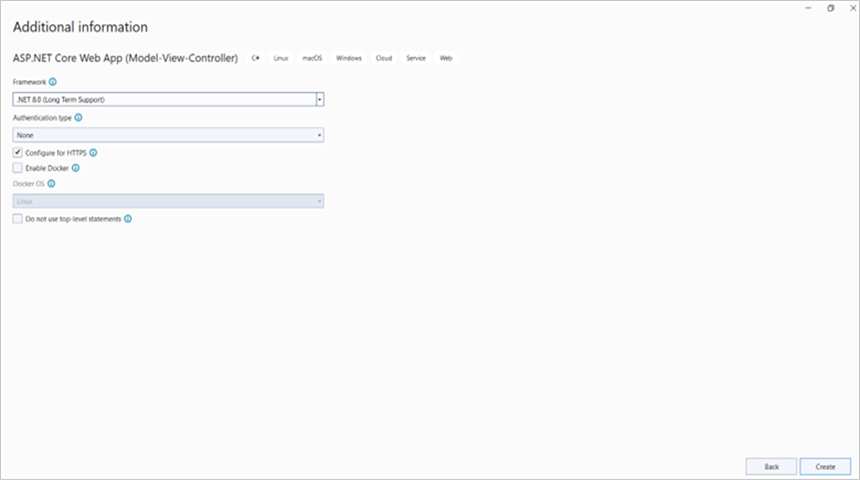 Additional information
ASP.NET Core Web App (Model-View-Controller) C# Linux macOS Windows Cloud Service Web
Framework
.NET 8.0 (Long Term Support)
Authentication type
None
Configure for HTTPS
Enable Docker
Docker OS
Linux
Do not use top-level statements
Back Create